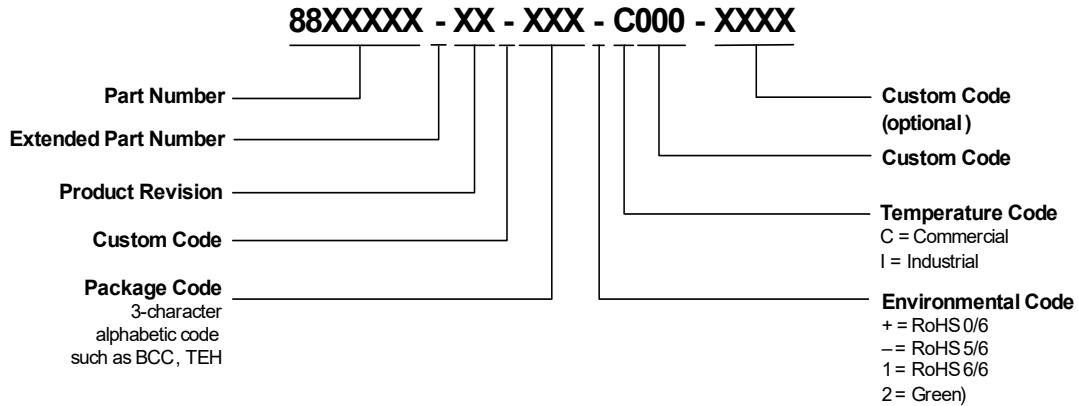 88XXXXX - XX - XXX - C000 - XXXX
Part Number
Extended Part Number
Product Revision
Custom Code
Package Code
3-character
alphabetic code
such as BCC, TEH
Custom Code
(optional)
Custom Code
Temperature Code
C = Commercial
I = Industrial
Environmental Code
+ = RoHS 0/6
– = RoHS 5/6
1 = RoHS 6/6
2 = Green)